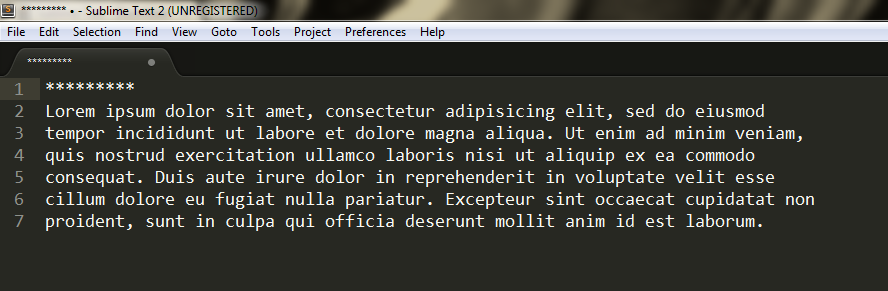 ********* • - Sublime Text 2 (UNREGISTERED)
File Edit Selection Find View Goto Tools Project Preferences Help
*********
1 *********
2 Lorem ipsum dolor sit amet, consectetur adipisicing elit, sed do eiusmod
3 tempor incididunt ut labore et dolore magna aliqua. Ut enim ad minim veniam,
4 quis nostrud exercitation ullamco laboris nisi ut aliquip ex ea commodo
5 consequat. Duis aute irure dolor in reprehenderit in voluptate velit esse
6 cillum dolore eu fugiat nulla pariatur. Excepteur sint occaecat cupidatat non
7 proident, sunt in culpa qui officia deserunt mollit anim id est laborum.